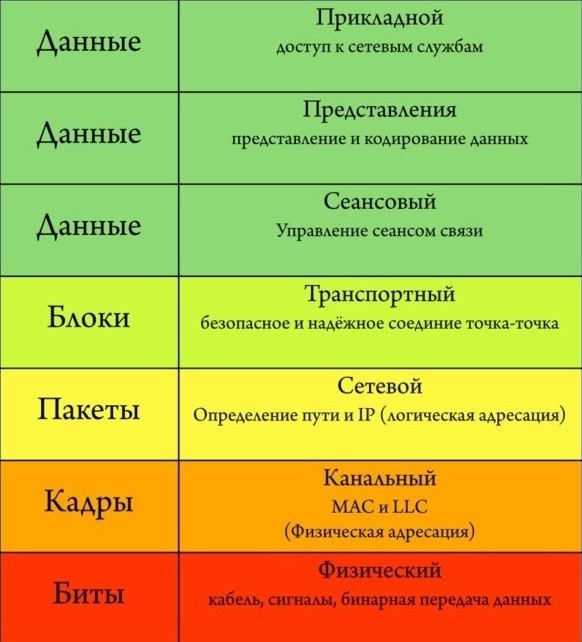 Данные
Прикладной
доступ к сетевым службам
Данные
Представления
представление и кодирование данных
Данные
Сеансовый
Управление сеансом связи
Блоки
Транспортный
безопасное и надёжное соединие точка-точка
Пакеты
Сетевой
Определение пути и IP (логическая адресация)
Кадры
Канальный
MAC и LLC
(Физическая адресация)
Биты
Физический
кабель, сигналы, бинарная передача данных